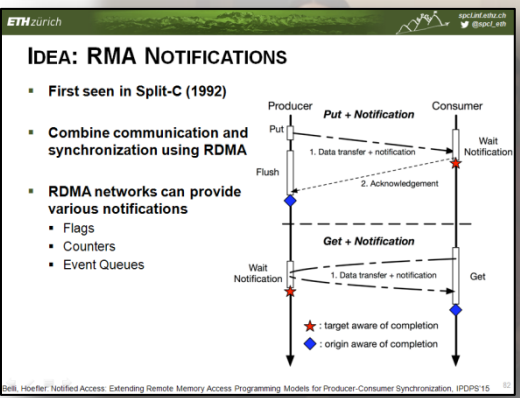 ETH zürich
spcl.inf.ethz.ch
@spcl_eth
IDEA: RMA NOTIFICATIONS
▪ First seen in Split-C (1992)
▪ Combine communication and
synchronization using RDMA
▪ RDMA networks can provide
various notifications
▪ Flags
▪ Counters
▪ Event Queues
Producer
Consumer
Put + Notification
Put
1. Data transfer + notification
Wait
Notification
Flush
2. Acknowledgement
Get + Notification
Wait
Notification
1. Data transfer + notification
Get
: target aware of completion
: origin aware of completion
Belli, Hoefler: Notified Access: Extending Remote Memory Access Programming Models for Producer-Consumer Synchronization, IPDPS'15
82